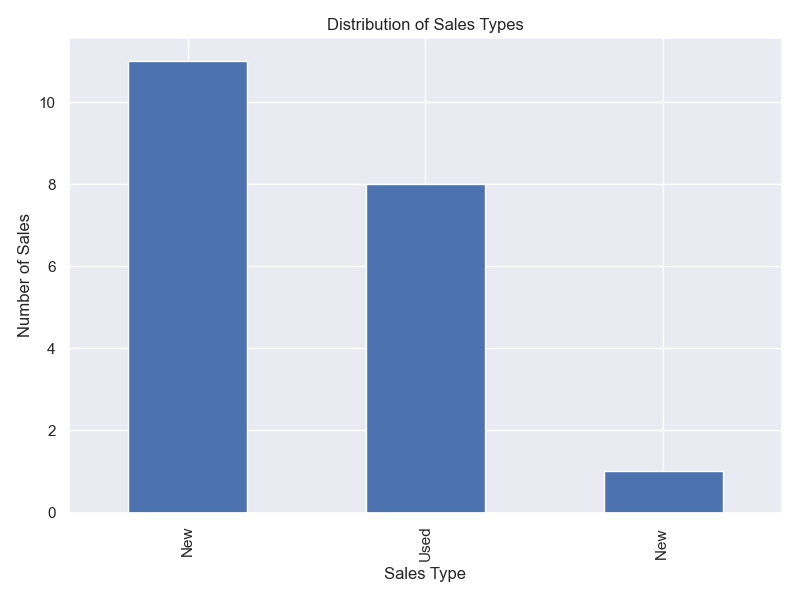 Distribution of Sales Types
Number of Sales
10
8
6
4
2
0
New
Used
New
Sales Type